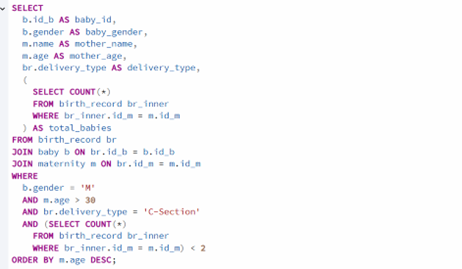 SELECT
b.id_b AS baby_id,
b.gender AS baby_gender,
m.name AS mother_name,
m.age AS mother_age,
br.delivery_type AS delivery_type,
(
SELECT COUNT(*)
FROM birth_record br_inner
WHERE br_inner.id_m = m.id_m
) AS total_babies
FROM birth_record br
JOIN baby b ON br.id_b = b.id_b
JOIN maternity m ON br.id_m = m.id_m
WHERE
b.gender = 'M'
AND m.age > 30
AND br.delivery_type = 'C-Section'
AND (SELECT COUNT(*)
FROM birth_record br_inner
WHERE br_inner.id_m = m.id_m) < 2
ORDER BY m.age DESC;